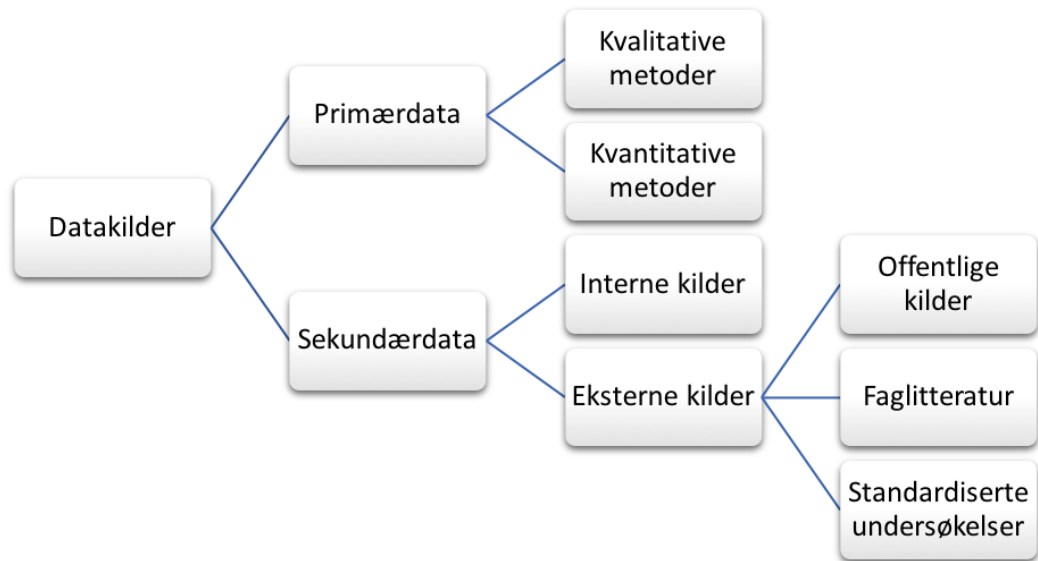 Datakilder
Primærdata
Kvalitative
metoder
Kvantitative
metoder
Sekundærdata
Interne kilder
Eksterne kilder
Offentlige
kilder
Faglitteratur
Standardiserte
undersøkelser